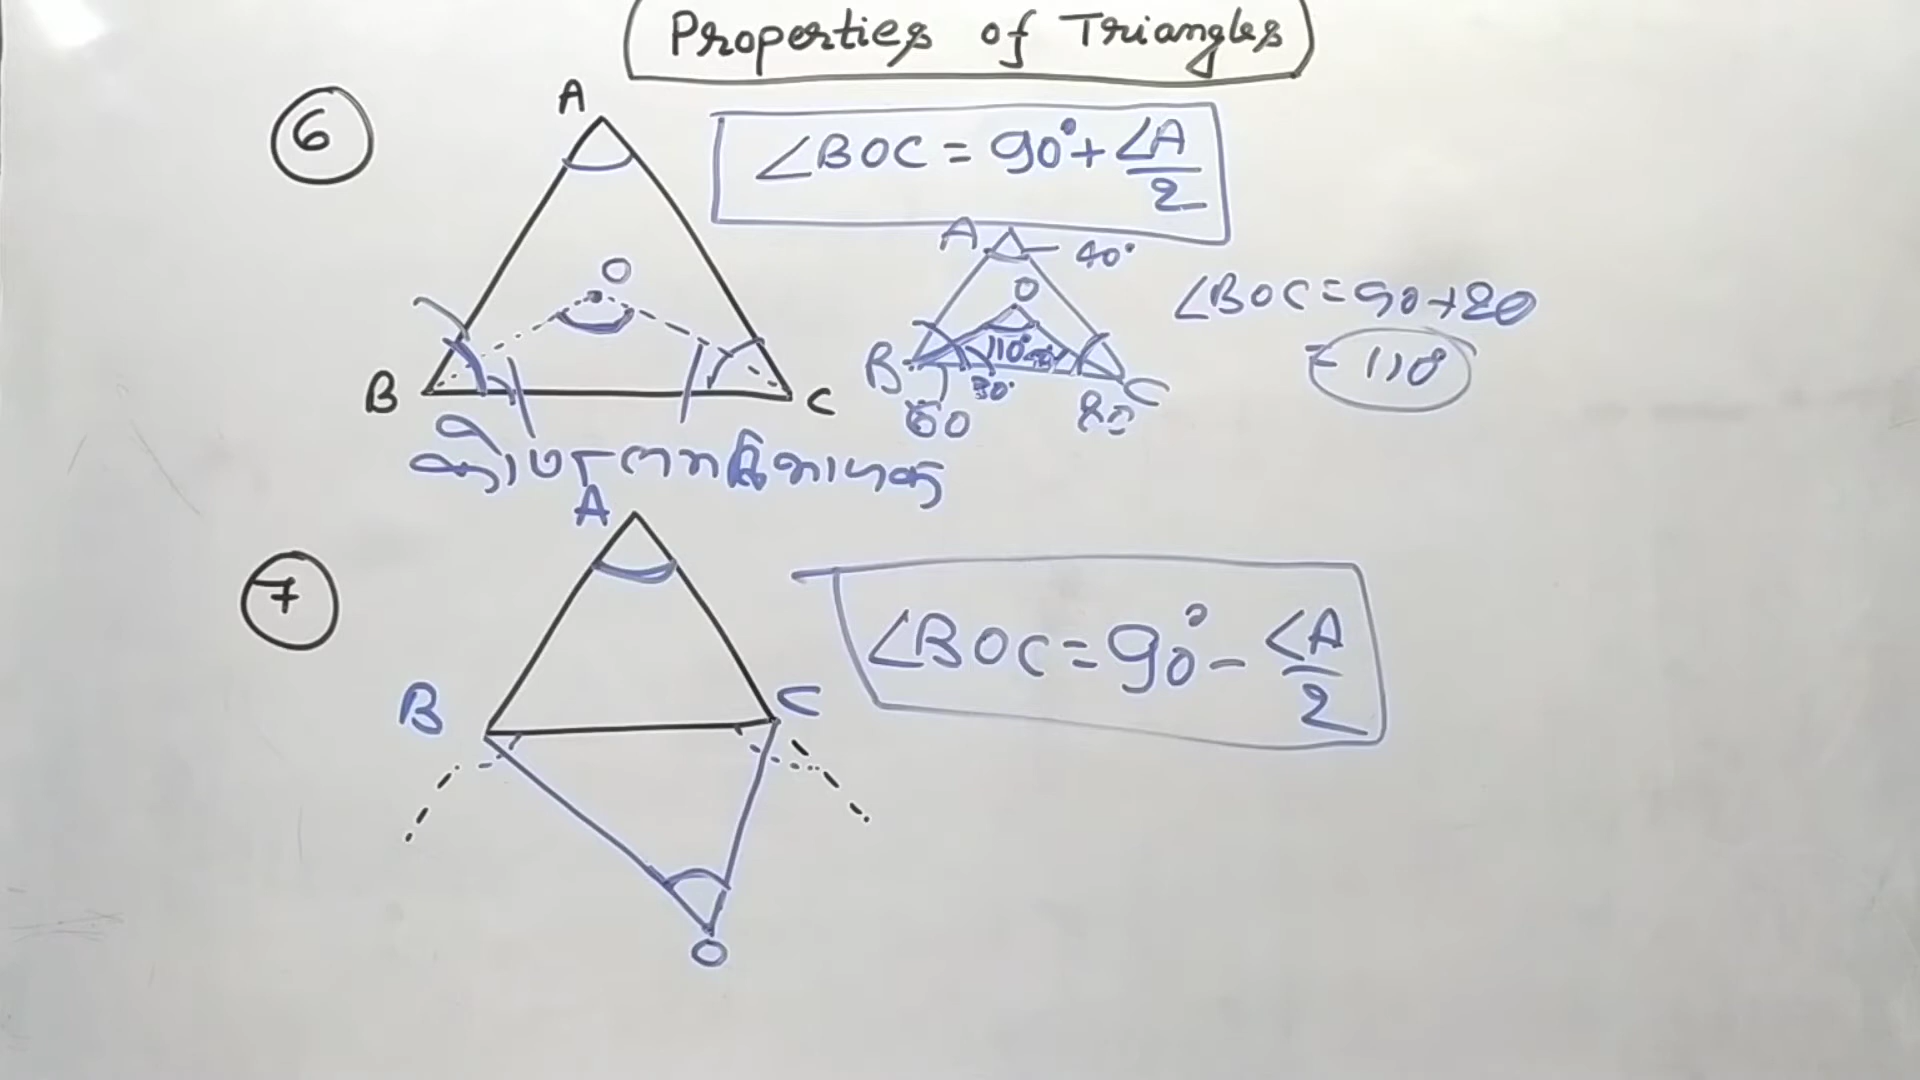 Properties of Triangles
6
A
∠BOC = 90° + ∠A/2
O
B
C
A
40°
O
B
110°
30°
40°
C
60
80
∠BOC = 90+20
= 110°
7
A
B
C
O
∠BOC = 90° - ∠A/2